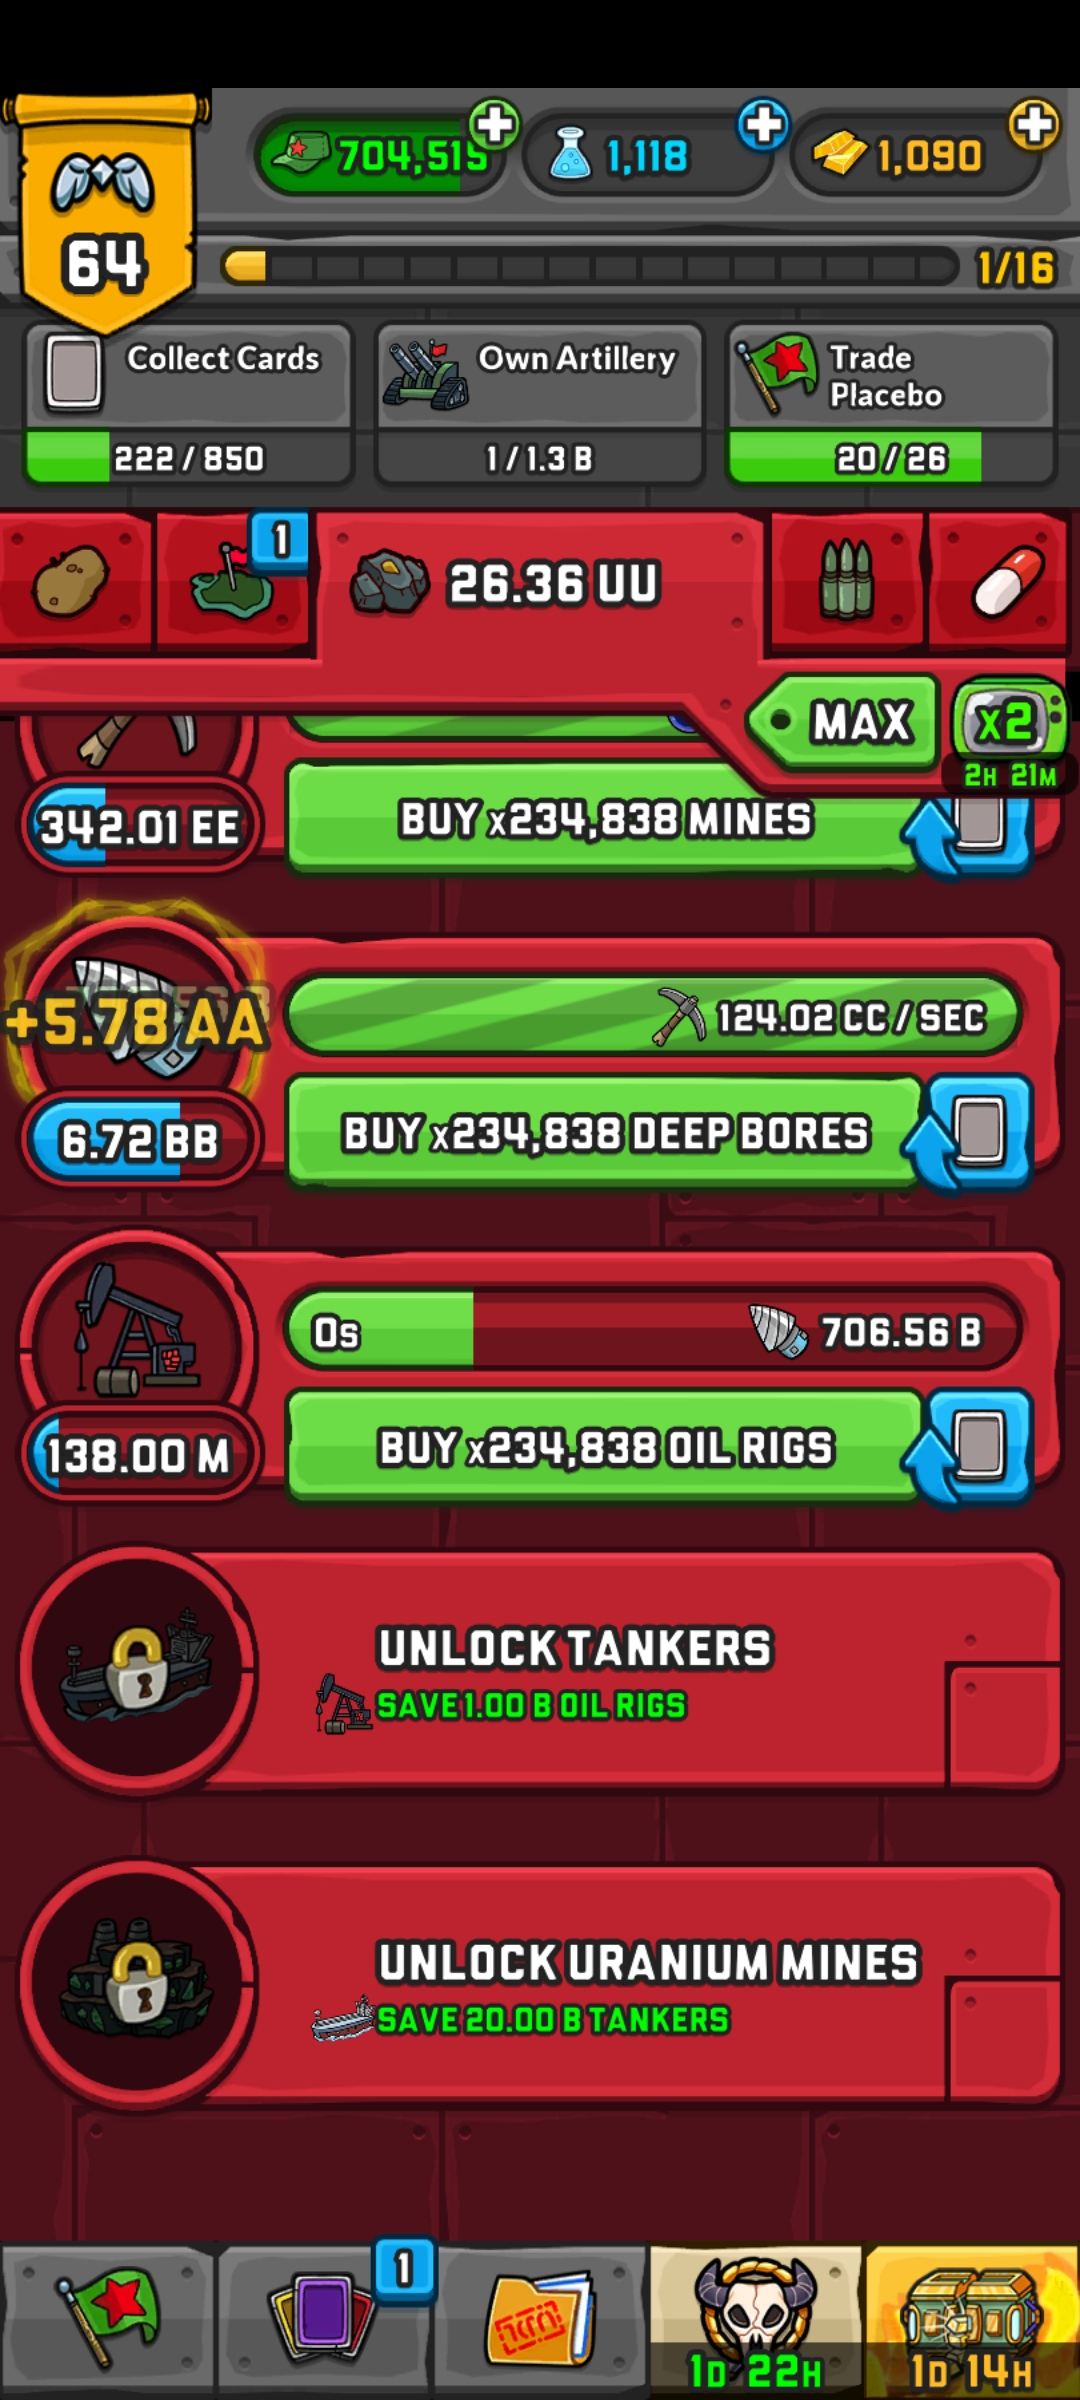 704,515
1,118
1,090
64
1/16
Collect Cards
222 / 850
Own Artillery
1 / 1.3 B
Trade
Placebo
20 / 26
1
26.36 UU
MAX
x2
2H 21M
342.01 EE
BUY x234,838 MINES
+5.78 AA
124.02 CC / SEC
6.72 BB
BUY x234,838 DEEP BORES
0s
706.56 B
138.00 M
BUY x234,838 OIL RIGS
UNLOCK TANKERS
SAVE 1.00 B OIL RIGS
UNLOCK URANIUM MINES
SAVE 20.00 B TANKERS
1
1D 22H
1D 14H